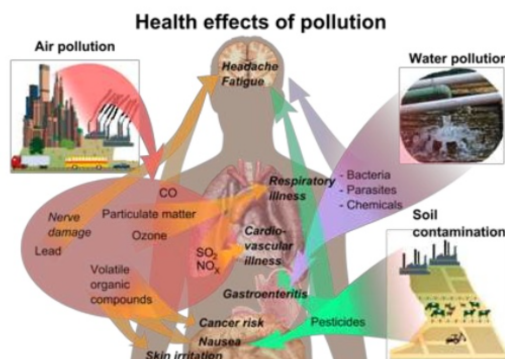 Health effects of pollution
Air pollution
Headache
Fatigue
Water pollution
- Bacteria
- Parasites
- Chemicals
CO
Particulate matter
Nerve
damage
Ozone
Lead
SO₂
NOₓ
Volatile
organic
compounds
Respiratory
illness
Cardio-
vascular
illness
Soil
contamination
Gastroenteritis
Pesticides
Cancer risk
Nausea
Skin irritation